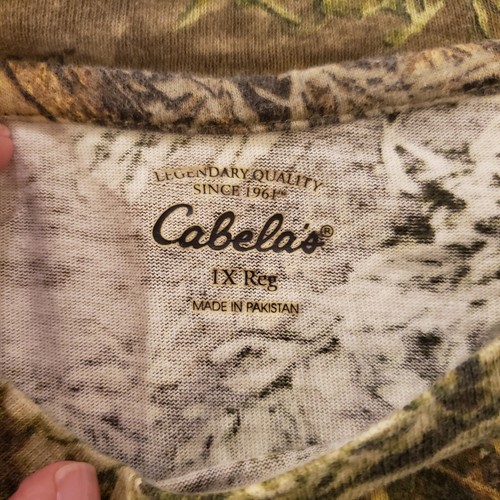 LEGENDARY QUALITY
SINCE 1961
Cabela's®
1X Reg
MADE IN PAKISTAN